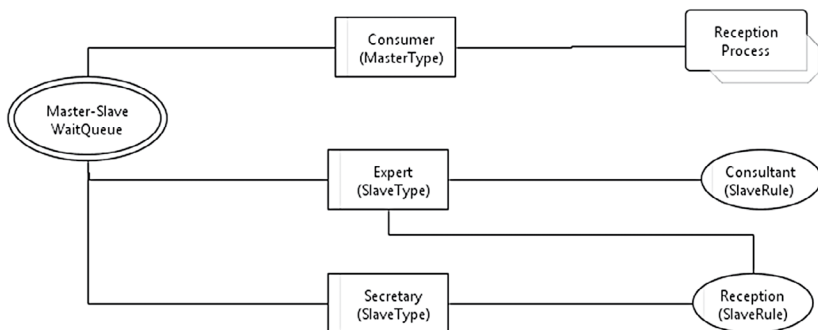 Consumer
(MasterType)
Reception
Process
Master-Slave
WaitQueue
Expert
(SlaveType)
Consultant
(SlaveRule)
Secretary
(SlaveType)
Reception
(SlaveRule)